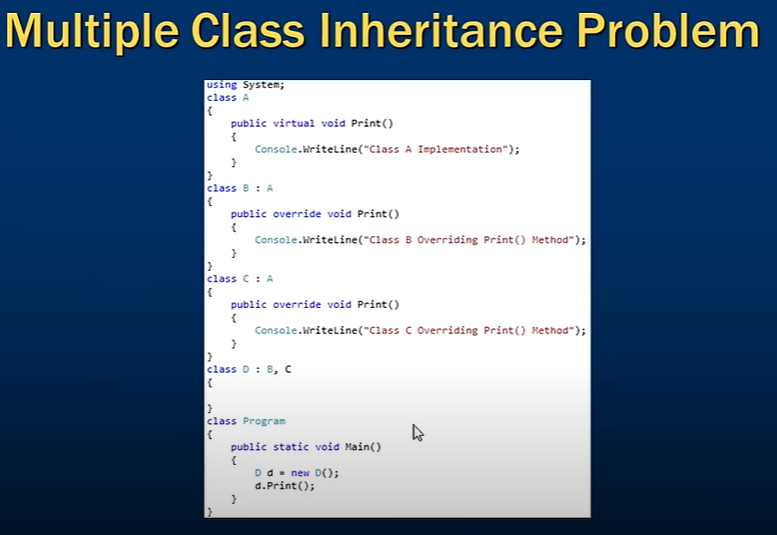 Multiple Class Inheritance Problem
using System;
class A
{
    public virtual void Print()
    {
        Console.WriteLine("Class A Implementation");
    }
}
class B : A
{
    public override void Print()
    {
        Console.WriteLine("Class B Overriding Print() Method");
    }
}
class C : A
{
    public override void Print()
    {
        Console.WriteLine("Class C Overriding Print() Method");
    }
}
class D : B, C
{

}
class Program
{
    public static void Main()
    {
        D d = new D();
        d.Print();
    }
}